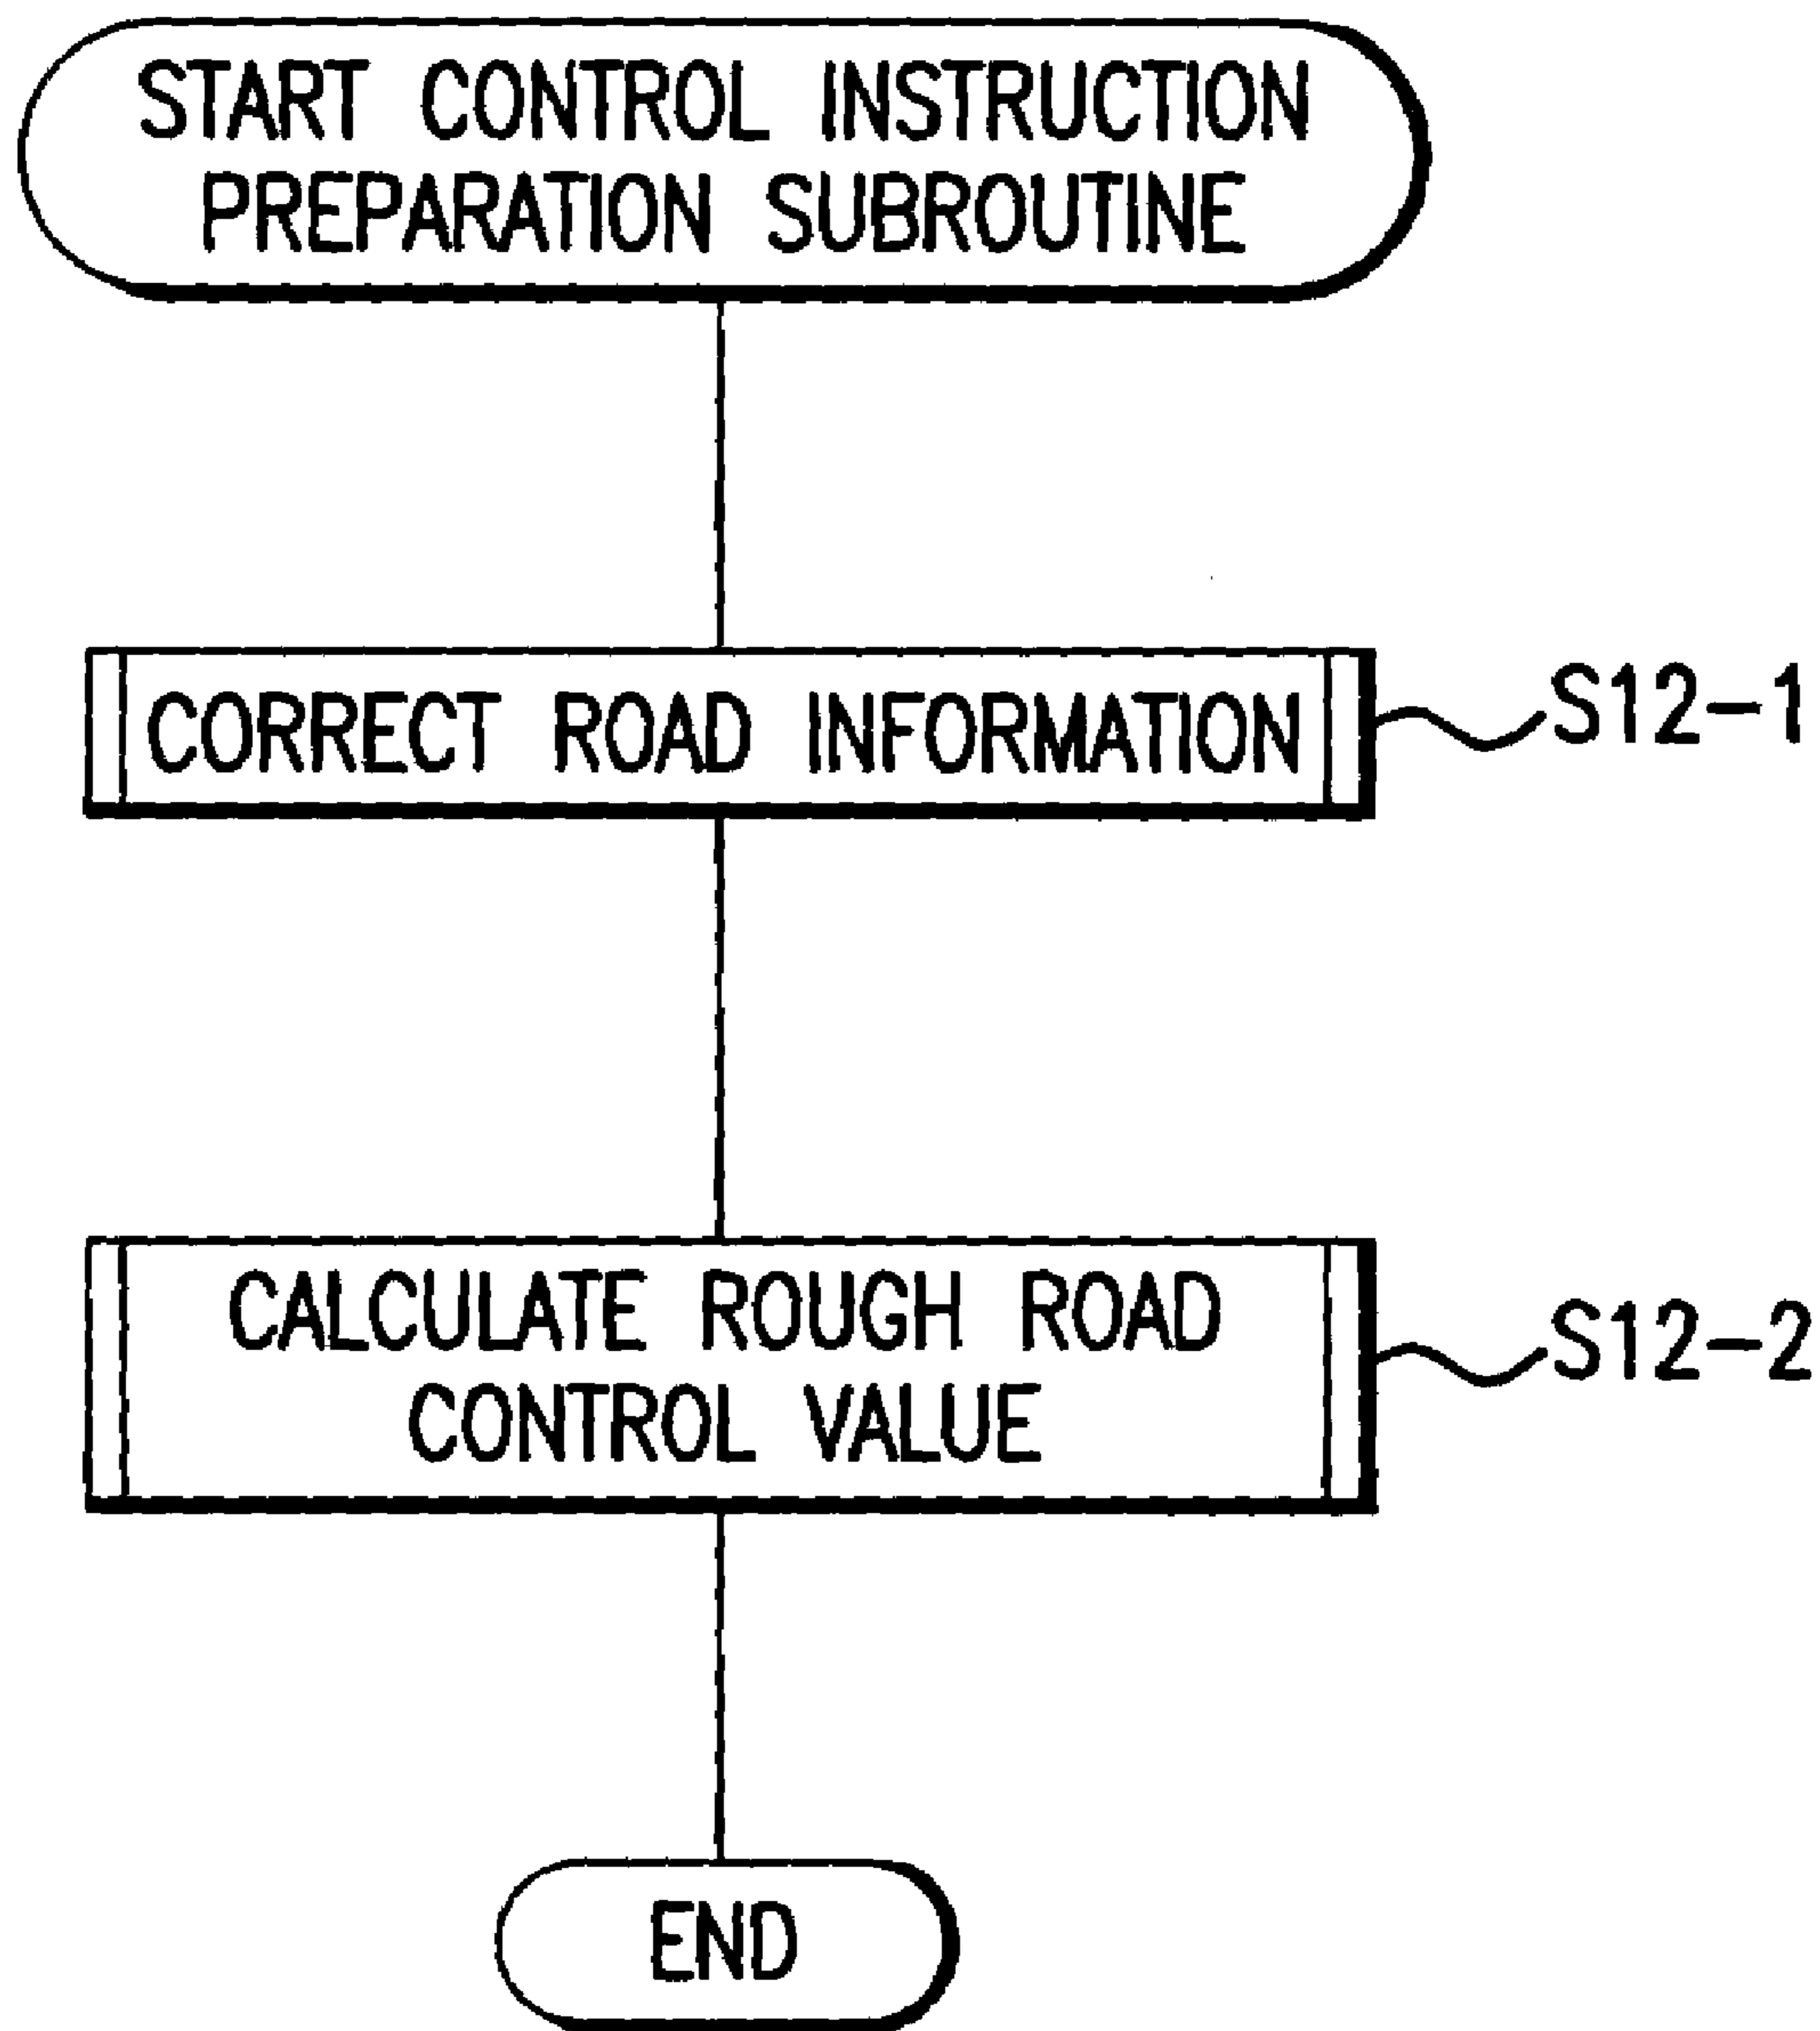 START CONTROL INSTRUCTION
PREPARATION SUBROUTINE
CORRECT ROAD INFORMATION
S12-1
CALCULATE ROUGH ROAD
CONTROL VALUE
S12-2
END